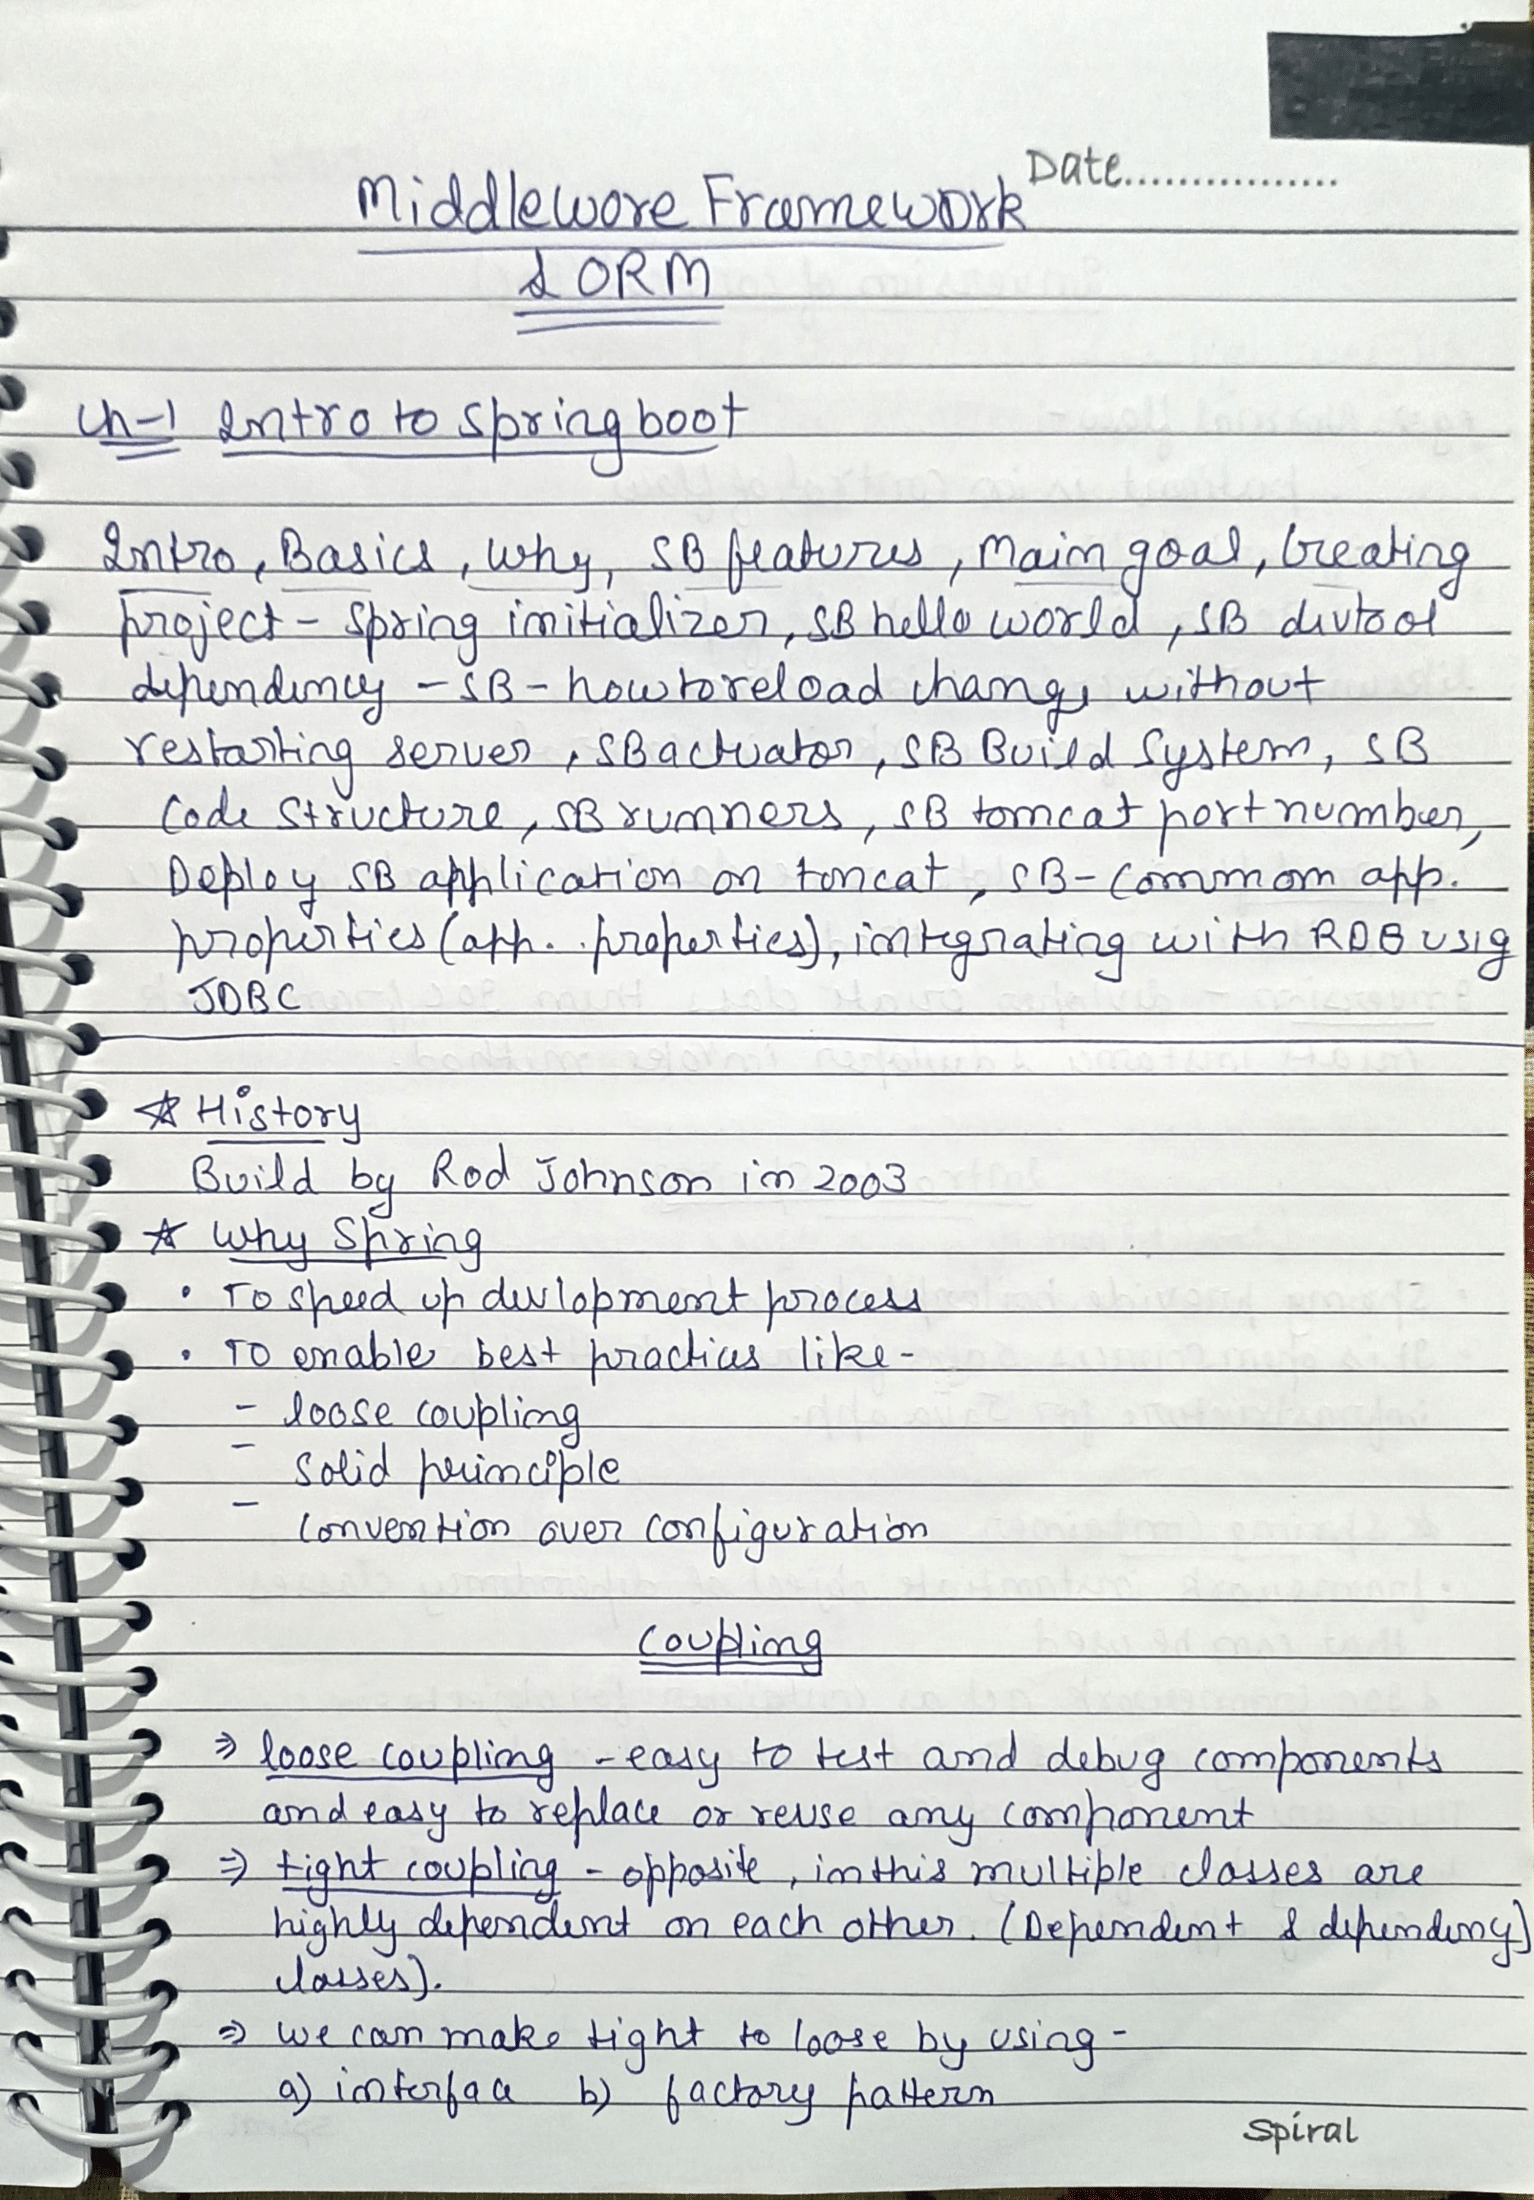 Date................
Middleware Framework
& ORM
Ch-1 Intro to Spring boot
Intro, Basics, Why, SB features, Main goal, Creating
project - Spring initializer, SB hello world, SB devtool
dependency - SB - how to reload change without
restarting server, SB actuator, SB Build System, SB
Code Structure, SB runners, SB tomcat port number,
Deploy SB application on tomcat, SB - Common app.
properties (app. . properties), integrating with RDB usig
JDBC
☆ History
Build by Rod Johnson in 2003
☆ Why Spring
• To speed up devlopment process
• To enable best practices like -
- loose coupling
- Solid principle
- Convention over configuration
Coupling
⇒ loose coupling - easy to test and debug components
and easy to replace or reuse any component
⇒ tight coupling - opposite, in this multiple classes are
highly dependent on each other. (Dependent & dependency)
classes).
⇒ We can make tight to loose by using -
a) interface b) factory pattern
Spiral